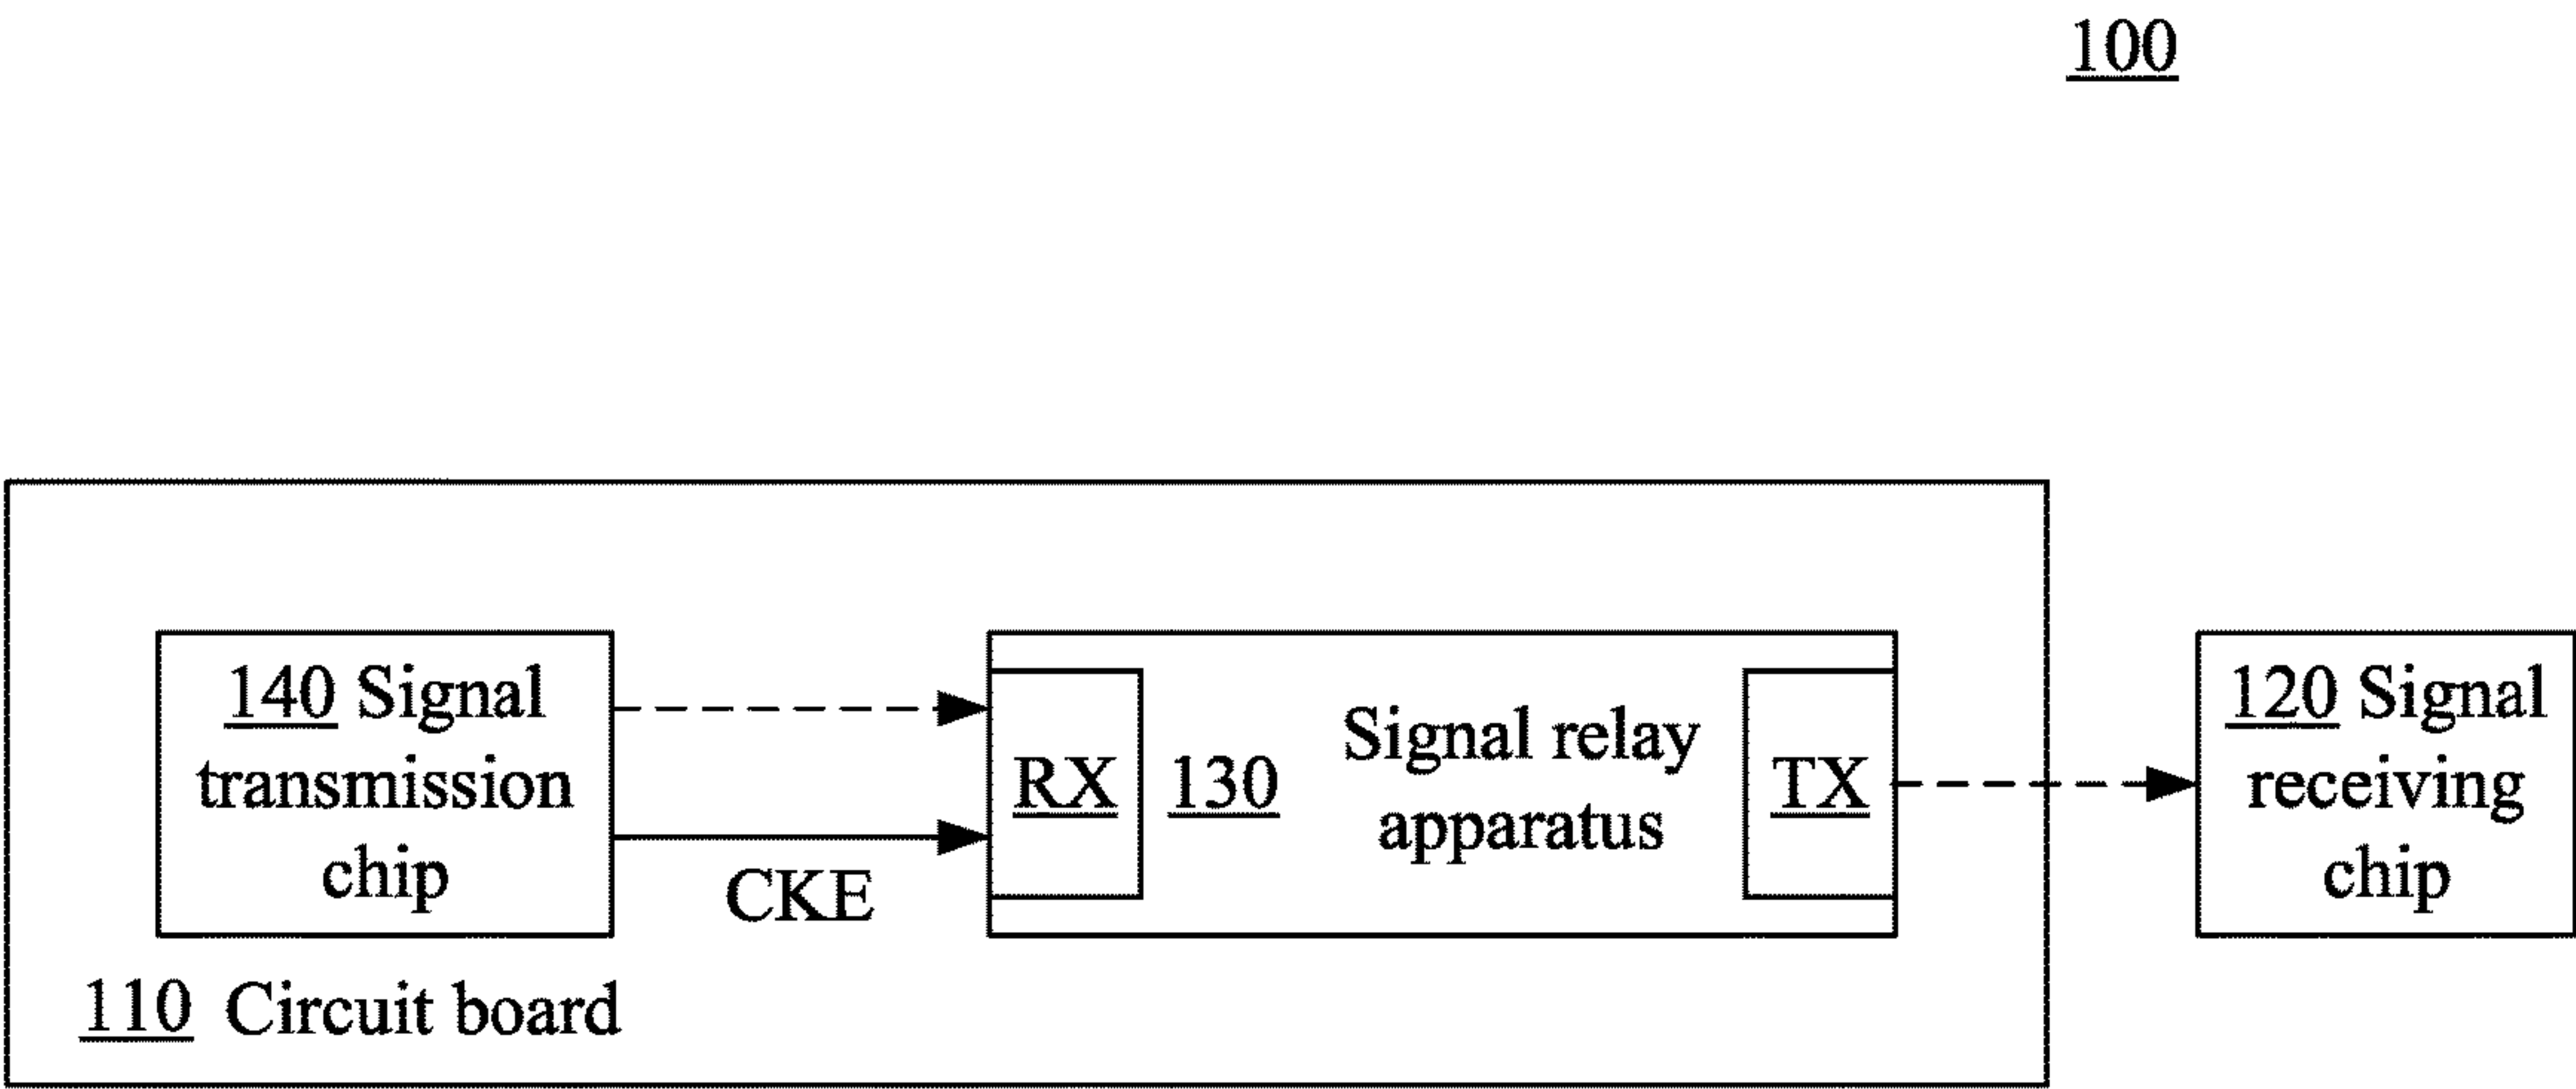 100
140 Signal
transmission
chip
CKE
RX
130
Signal relay
apparatus
TX
120 Signal
receiving
chip
110 Circuit board